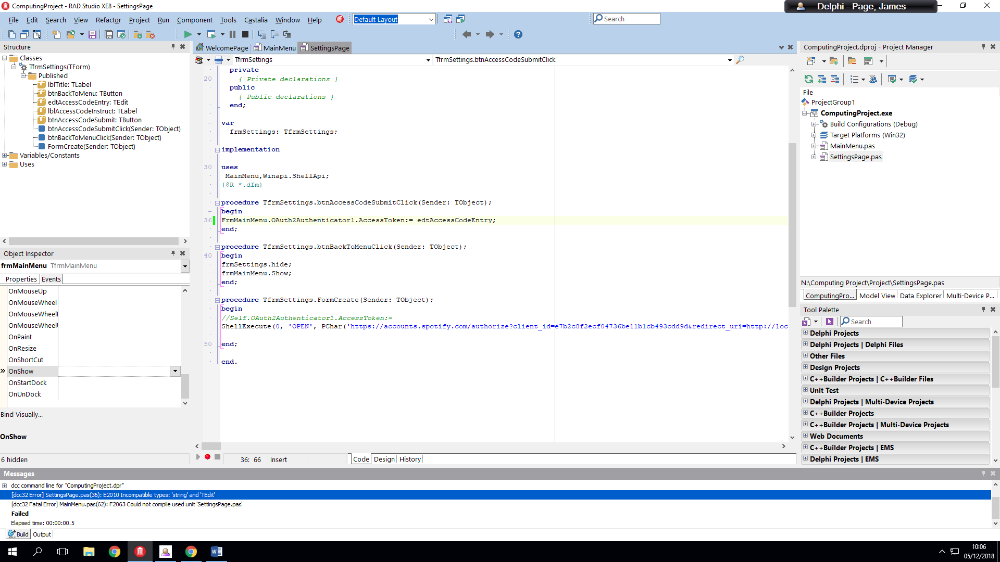 ComputingProject - RAD Studio XE8 - SettingsPage
Delphi - Page, James
File Edit Search View Refactor Project Run Component Tools Castalia Window Help
Default Layout
Search
Structure
Classes
TfrmSettings(TForm)
Published
lblTitle: TLabel
btnBackToMenu: TButton
edtAccessCodeEntry: TEdit
lblAccessCodeInstruct: TLabel
btnAccessCodeSubmit: TButton
btnAccessCodeSubmitClick(Sender: TObject)
btnBackToMenuClick(Sender: TObject)
FormCreate(Sender: TObject)
Variables/Constants
Uses
Object Inspector
frmMainMenu TfrmMainMenu
Properties Events
OnMouseUp
OnMouseWheel
OnMouseWheel
OnMouseWheel
OnPaint
OnResize
OnShortCut
OnShow
OnStartDock
OnUnDock
Bind Visually...
OnShow
6 hidden
WelcomePage MainMenu SettingsPage
TfrmSettings TfrmSettings.btnAccessCodeSubmitClick
private
20 { Private declarations }
public
{ Public declarations }
end;
var
frmSettings: TfrmSettings;
implementation
30 uses
MainMenu,Winapi.ShellApi;
{$R *.dfm}
procedure TfrmSettings.btnAccessCodeSubmitClick(Sender: TObject);
begin
36 FrmMainMenu.OAuth2Authenticator1.AccessToken:= edtAccessCodeEntry;
end;
procedure TfrmSettings.btnBackToMenuClick(Sender: TObject);
40 begin
frmSettings.hide;
frmMainMenu.Show;
end;
procedure TfrmSettings.FormCreate(Sender: TObject);
begin
//Self.OAuth2Authenticator1.AccessToken:=
ShellExecute(0, 'OPEN', PChar('https://accounts.spotify.com/authorize?client_id=e7b2c8f2ecf04736be11b1cb493cdd9d&redirect_uri=http://loc
50 end;
end.
36: 66 Insert
Code Design History
ComputingProject.dproj - Project Manager
File
ProjectGroup1
ComputingProject.exe
Build Configurations (Debug)
Target Platforms (Win32)
MainMenu.pas
SettingsPage.pas
N:\Computing Project\Project\SettingsPage.pas
ComputingPro... Model View Data Explorer Multi-Device P...
Tool Palette
Search
Delphi Projects
Delphi Projects | Delphi Files
Other Files
Design Projects
C++Builder Projects | C++Builder Files
Unit Test
Delphi Projects | Multi-Device Projects
C++Builder Projects
C++Builder Projects | Multi-Device Projects
Web Documents
C++Builder Projects | EMS
Delphi Projects | EMS
Messages
dcc command line for "ComputingProject.dpr"
[dcc32 Error] SettingsPage.pas(36): E2010 Incompatible types: 'string' and 'TEdit'
[dcc32 Fatal Error] MainMenu.pas(62): F2063 Could not compile used unit 'SettingsPage.pas'
Failed
Elapsed time: 00:00:00.5
Build Output
10:06
05/12/2018